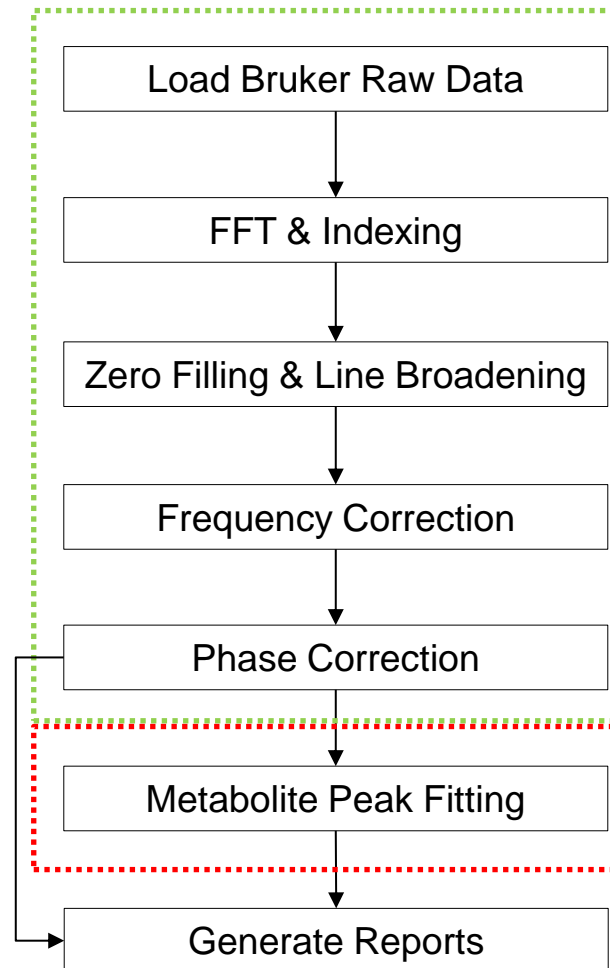 Load Bruker Raw Data
FFT & Indexing
Zero Filling & Line Broadening
Frequency Correction
Phase Correction
Metabolite Peak Fitting
Generate Reports